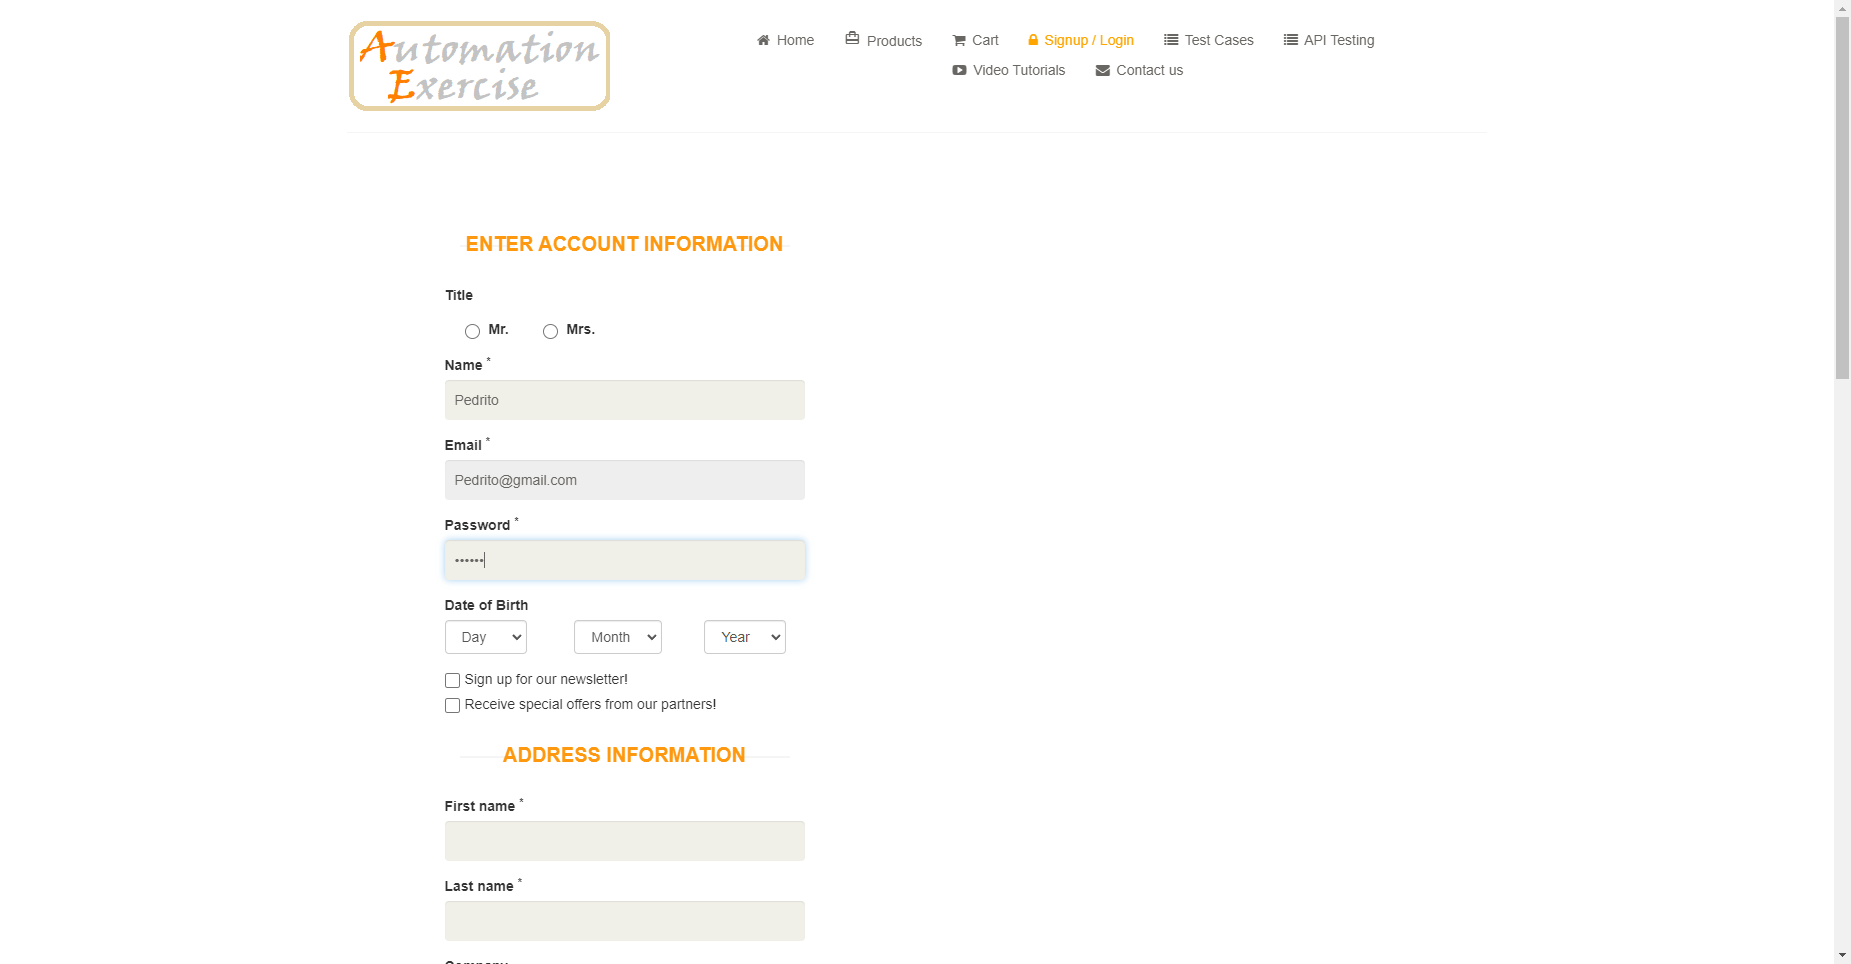 Automation
Exercise
Home Products Cart Signup / Login Test Cases API Testing
Video Tutorials Contact us
ENTER ACCOUNT INFORMATION
Title
Mr. Mrs.
Name *
Pedrito
Email *
Pedrito@gmail.com
Password *
••••••
Date of Birth
Day Month Year
Sign up for our newsletter!
Receive special offers from our partners!
ADDRESS INFORMATION
First name *
Last name *